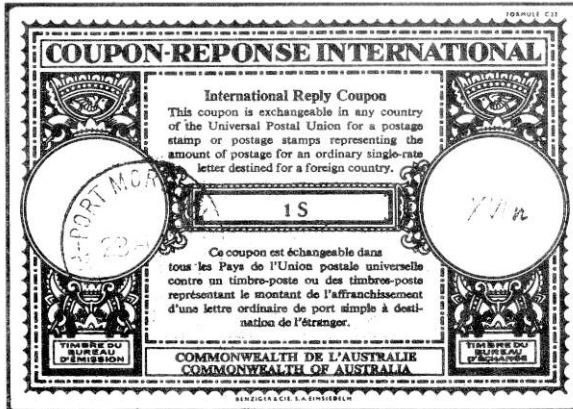 FORMULE C22
COUPON-REPONSE INTERNATIONAL
International Reply Coupon
This coupon is exchangeable in any country
of the Universal Postal Union for a postage
stamp or postage stamps representing the
amount of postage for an ordinary single-rate
letter destined for a foreign country.
PORT MOR
23
1 S
Ce coupon est échangeable dans
tous les Pays de l'Union postale universelle
contre un timbre-poste ou des timbres-poste
représentant le montant de l'affranchissement
d'une lettre ordinaire de port simple à desti-
nation de l'étranger.
TIMBRE DU
BUREAU
D'ÉMISSION
TIMBRE DU
BUREAU
D'ÉCHANGE
COMMONWEALTH DE L'AUSTRALIE
COMMONWEALTH OF AUSTRALIA
BENZIGER & CIE. S.A. EINSIEDELN